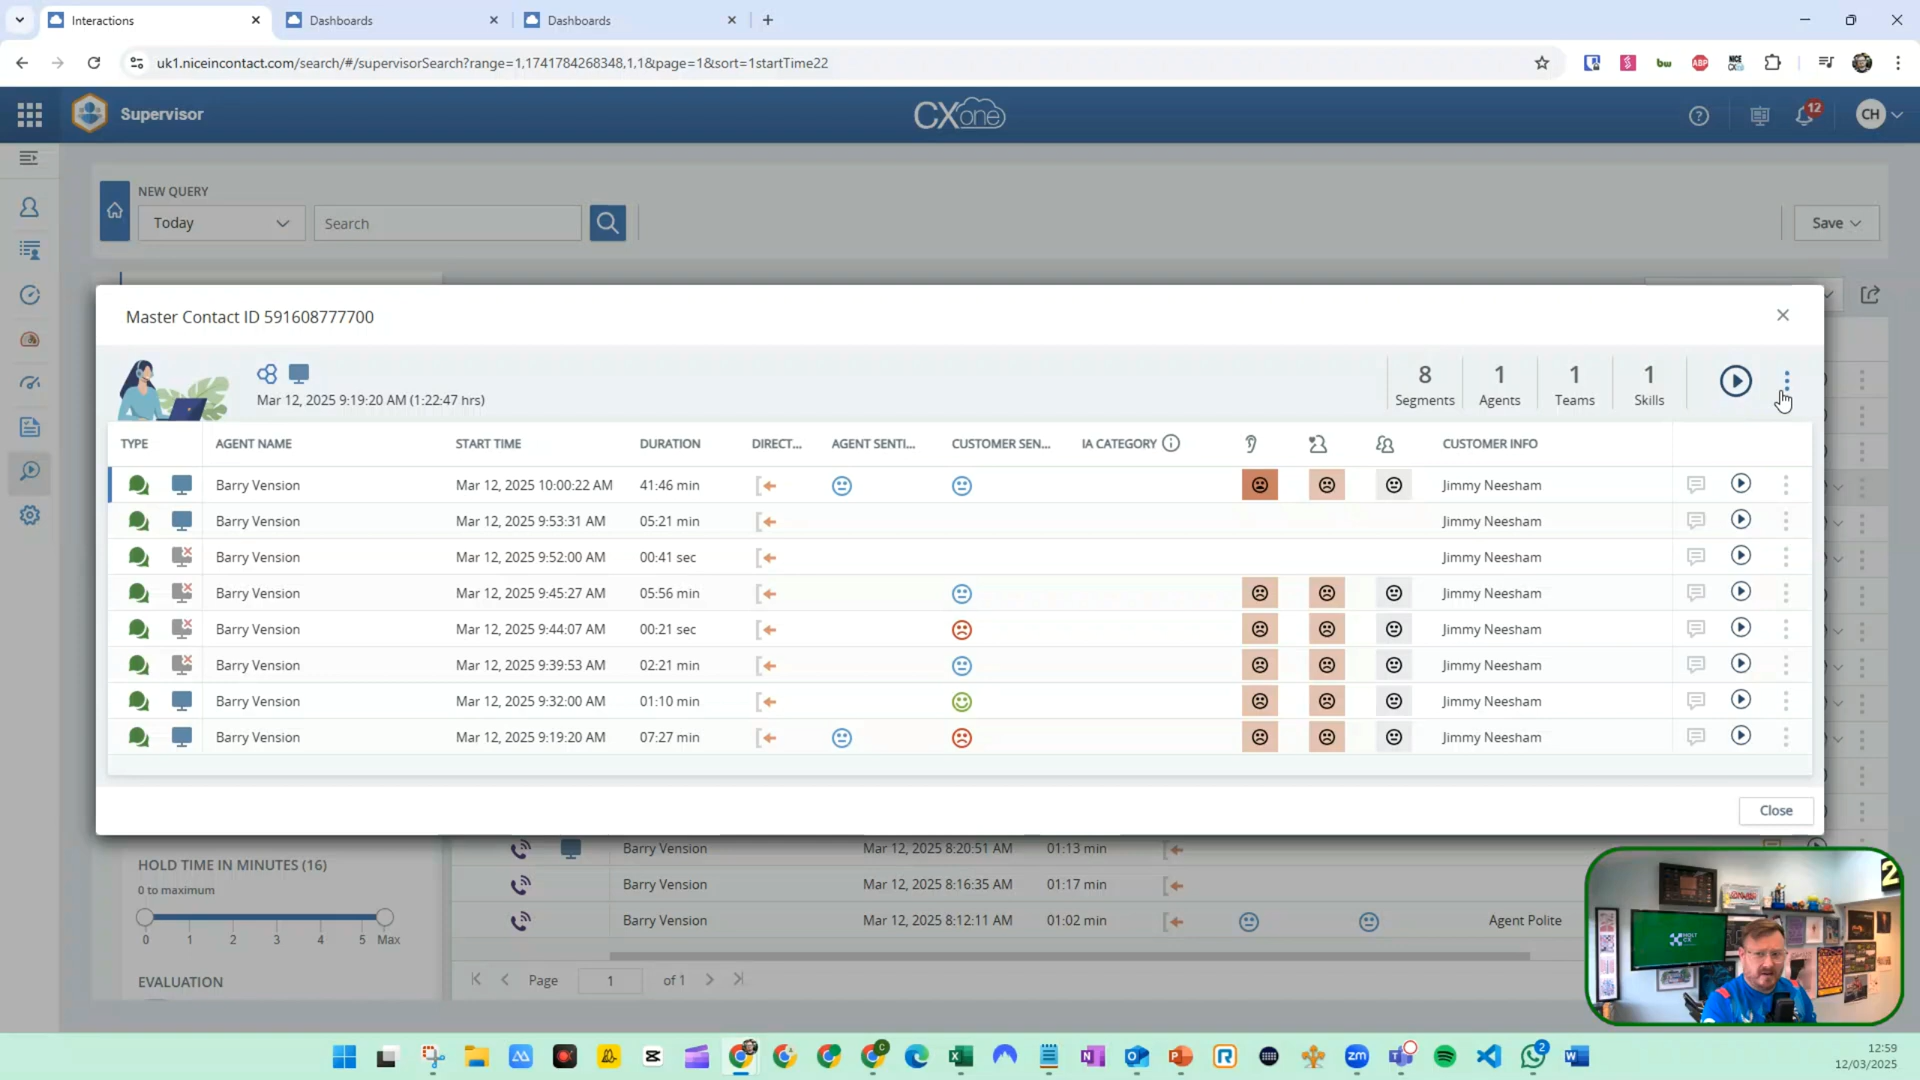 Interactions
Dashboards
Dashboards
uk1.niceincontact.com/search/#/supervisorSearch?range=1,1741784268348,1,1&page=1&sort=1startTime22
Supervisor
CXone
12
CH
NEW QUERY
Today
Search
Save
Master Contact ID 591608777700
Mar 12, 2025 9:19:20 AM (1:22:47 hrs)
8 Segments
1 Agents
1 Teams
1 Skills
TYPE AGENT NAME START TIME DURATION DIRECT... AGENT SENTI... CUSTOMER SEN... IA CATEGORY CUSTOMER INFO
Barry Vension Mar 12, 2025 10:00:22 AM 41:46 min Jimmy Neesham
Barry Vension Mar 12, 2025 9:53:31 AM 05:21 min Jimmy Neesham
Barry Vension Mar 12, 2025 9:52:00 AM 00:41 sec Jimmy Neesham
Barry Vension Mar 12, 2025 9:45:27 AM 05:56 min Jimmy Neesham
Barry Vension Mar 12, 2025 9:44:07 AM 00:21 sec Jimmy Neesham
Barry Vension Mar 12, 2025 9:39:53 AM 02:21 min Jimmy Neesham
Barry Vension Mar 12, 2025 9:32:00 AM 01:10 min Jimmy Neesham
Barry Vension Mar 12, 2025 9:19:20 AM 07:27 min Jimmy Neesham
Close
Barry Vension Mar 12, 2025 8:20:51 AM 01:13 min
Barry Vension Mar 12, 2025 8:16:35 AM 01:17 min
Barry Vension Mar 12, 2025 8:12:11 AM 01:02 min Agent Polite
HOLD TIME IN MINUTES (16)
0 to maximum
0 1 2 3 4 5 Max
EVALUATION
Page 1 of 1
HOLT CX
2
12:59
12/03/2025